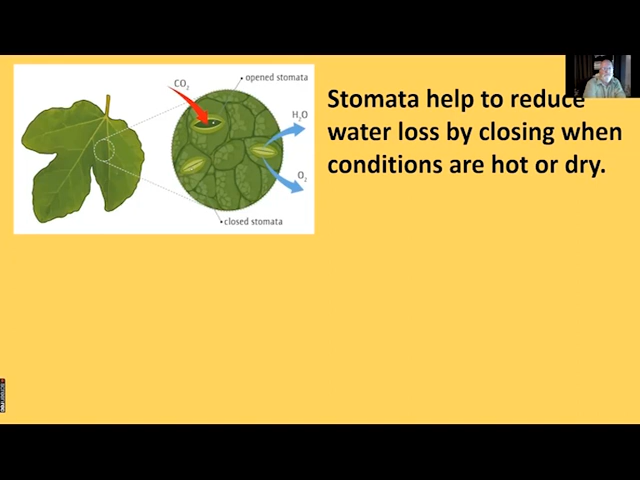 CO2
opened stomata
H2O
O2
closed stomata
Stomata help to reduce
water loss by closing when
conditions are hot or dry.